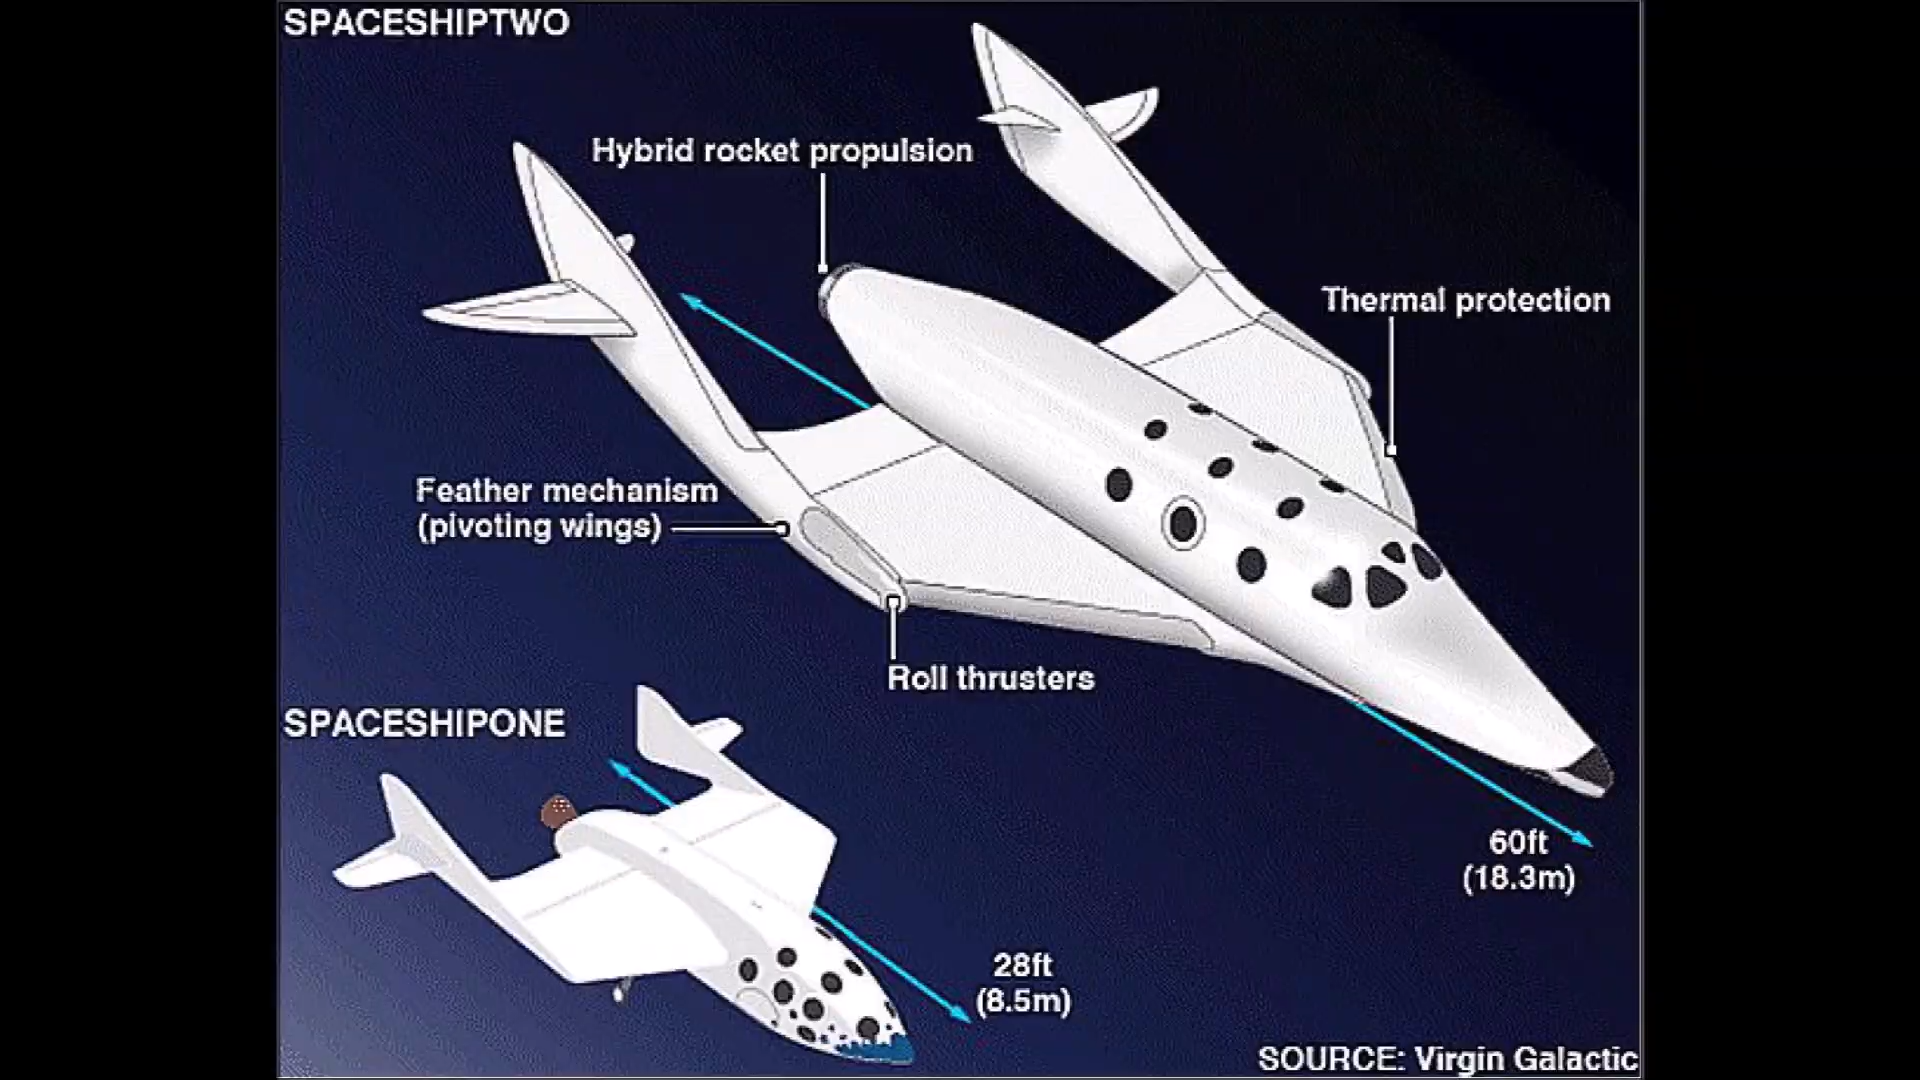 SPACESHIPTWO
Hybrid rocket propulsion
Thermal protection
Feather mechanism
(pivoting wings)
Roll thrusters
SPACESHIPONE
60ft
(18.3m)
28ft
(8.5m)
SOURCE: Virgin Galactic